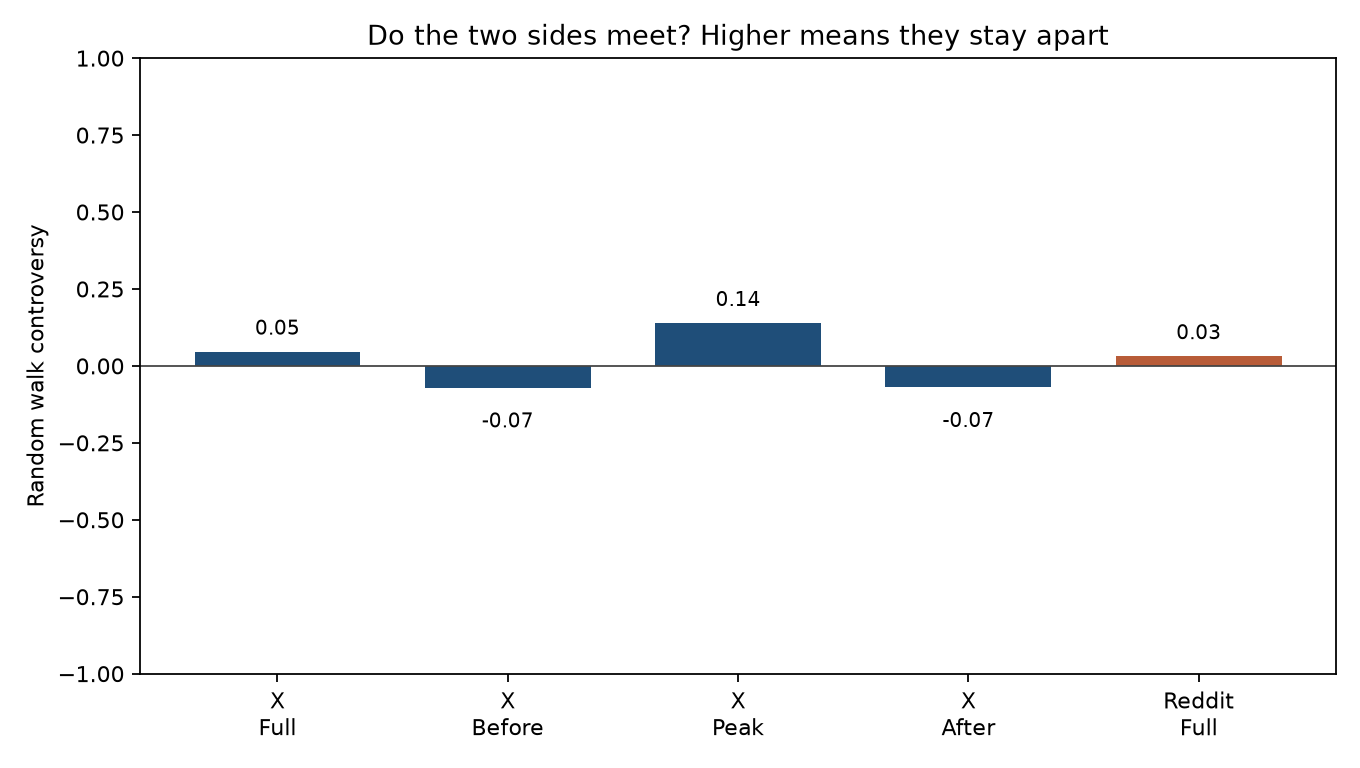 Do the two sides meet? Higher means they stay apart
Random walk controversy
1.00
0.75
0.50
0.25
0.00
−0.25
−0.50
−0.75
−1.00
0.05
-0.07
0.14
-0.07
0.03
X
Full
X
Before
X
Peak
X
After
Reddit
Full